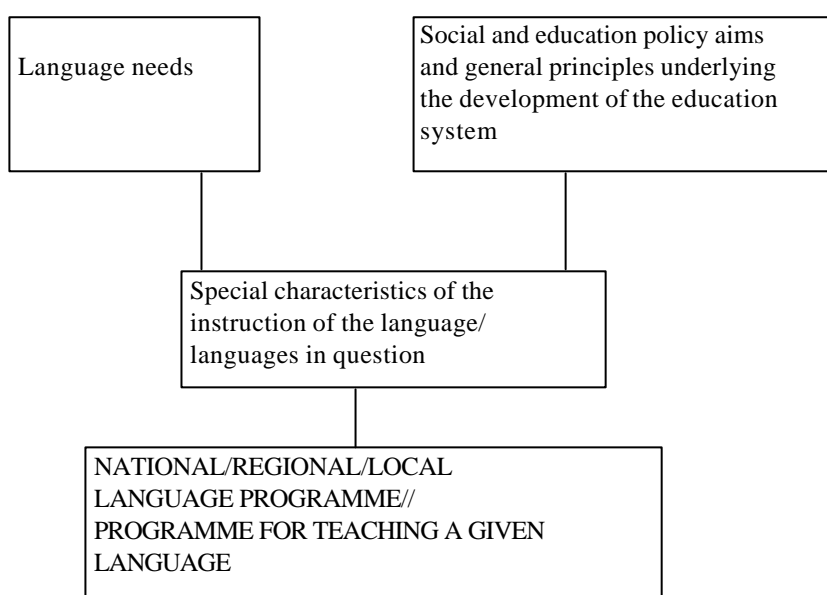 Language needs
Social and education policy aims
and general principles underlying
the development of the education
system
Special characteristics of the
instruction of the language/
languages in question
NATIONAL/REGIONAL/LOCAL
LANGUAGE PROGRAMME//
PROGRAMME FOR TEACHING A GIVEN
LANGUAGE